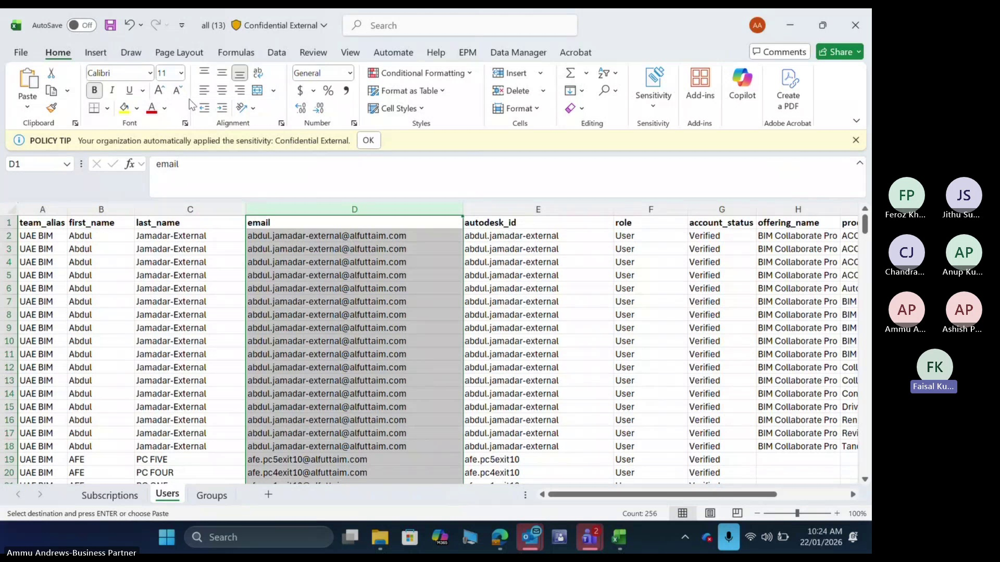 AutoSave Off all (13) Confidential External Search AA
File Home Insert Draw Page Layout Formulas Data Review View Automate Help EPM Data Manager Acrobat Comments Share
Paste Calibri 11 B I U General Conditional Formatting Format as Table Cell Styles Insert Delete Format Sensitivity Add-ins Copilot Create a PDF
Clipboard Font Alignment Number Styles Cells Editing Sensitivity Add-ins Adobe Acrobat
POLICY TIP Your organization automatically applied the sensitivity: Confidential External. OK
D1 fx email
A B C D E F G H
1 team_alias first_name last_name email autodesk_id role account_status offering_name
2 UAE BIM Abdul Jamadar-External abdul.jamadar-external@alfuttaim.com abdul.jamadar-external User Verified BIM Collaborate Pro ACC
3 UAE BIM Abdul Jamadar-External abdul.jamadar-external@alfuttaim.com abdul.jamadar-external User Verified BIM Collaborate Pro ACC
4 UAE BIM Abdul Jamadar-External abdul.jamadar-external@alfuttaim.com abdul.jamadar-external User Verified BIM Collaborate Pro ACC
5 UAE BIM Abdul Jamadar-External abdul.jamadar-external@alfuttaim.com abdul.jamadar-external User Verified BIM Collaborate Pro ACC
6 UAE BIM Abdul Jamadar-External abdul.jamadar-external@alfuttaim.com abdul.jamadar-external User Verified BIM Collaborate Pro Auto
7 UAE BIM Abdul Jamadar-External abdul.jamadar-external@alfuttaim.com abdul.jamadar-external User Verified BIM Collaborate Pro BIM
8 UAE BIM Abdul Jamadar-External abdul.jamadar-external@alfuttaim.com abdul.jamadar-external User Verified BIM Collaborate Pro BIM
9 UAE BIM Abdul Jamadar-External abdul.jamadar-external@alfuttaim.com abdul.jamadar-external User Verified BIM Collaborate Pro BIM
10 UAE BIM Abdul Jamadar-External abdul.jamadar-external@alfuttaim.com abdul.jamadar-external User Verified BIM Collaborate Pro BIM
11 UAE BIM Abdul Jamadar-External abdul.jamadar-external@alfuttaim.com abdul.jamadar-external User Verified BIM Collaborate Pro BIM
12 UAE BIM Abdul Jamadar-External abdul.jamadar-external@alfuttaim.com abdul.jamadar-external User Verified BIM Collaborate Pro Coll
13 UAE BIM Abdul Jamadar-External abdul.jamadar-external@alfuttaim.com abdul.jamadar-external User Verified BIM Collaborate Pro Coll
14 UAE BIM Abdul Jamadar-External abdul.jamadar-external@alfuttaim.com abdul.jamadar-external User Verified BIM Collaborate Pro Con
15 UAE BIM Abdul Jamadar-External abdul.jamadar-external@alfuttaim.com abdul.jamadar-external User Verified BIM Collaborate Pro Driv
16 UAE BIM Abdul Jamadar-External abdul.jamadar-external@alfuttaim.com abdul.jamadar-external User Verified BIM Collaborate Pro Ren
17 UAE BIM Abdul Jamadar-External abdul.jamadar-external@alfuttaim.com abdul.jamadar-external User Verified BIM Collaborate Pro Revi
18 UAE BIM Abdul Jamadar-External abdul.jamadar-external@alfuttaim.com abdul.jamadar-external User Verified BIM Collaborate Pro Tan
19 UAE BIM AFE PC FIVE afe.pc5exit10@alfuttaim.com afe.pc5exit10 User Verified
20 UAE BIM AFE PC FOUR afe.pc4exit10@alfuttaim.com afe.pc4exit10 User Verified
Subscriptions Users Groups
Select destination and press ENTER or choose Paste Count: 256 100%
Search M365 2 10:24 AM
22/01/2026
Ammu Andrews-Business Partner
FP JS
Feroz Kh... Jithu Su...
CJ AP
Chandra... Anup Ku...
AP AP
Ammu A... Ashish P...
FK
Faisal Ku...